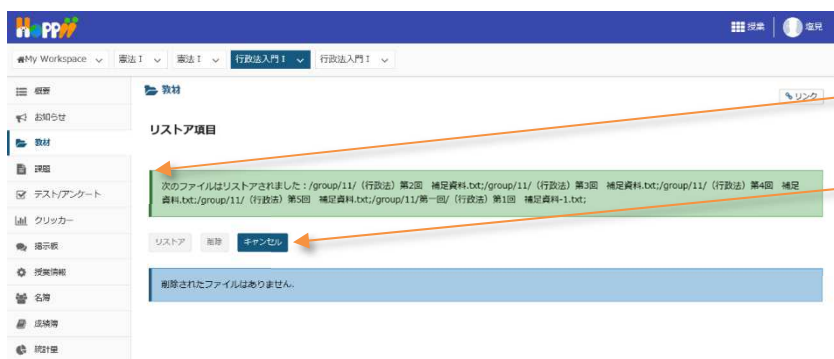 HoPPii
授業
塩見
My Workspace
憲法 I
憲法 I
行政法入門 I
行政法入門 I
概要
お知らせ
教材
課題
テスト/アンケート
クリッカー
掲示板
授業情報
名簿
成績簿
統計量
教材
リンク
リストア項目
次のファイルはリストアされました：/group/11/（行政法）第2回　補足資料.txt;/group/11/（行政法）第3回　補足資料.txt;/group/11/（行政法）第4回　補足
資料.txt;/group/11/（行政法）第5回　補足資料.txt;/group/11/第一回/（行政法）第1回　補足資料-1.txt;
リストア
削除
キャンセル
削除されたファイルはありません.